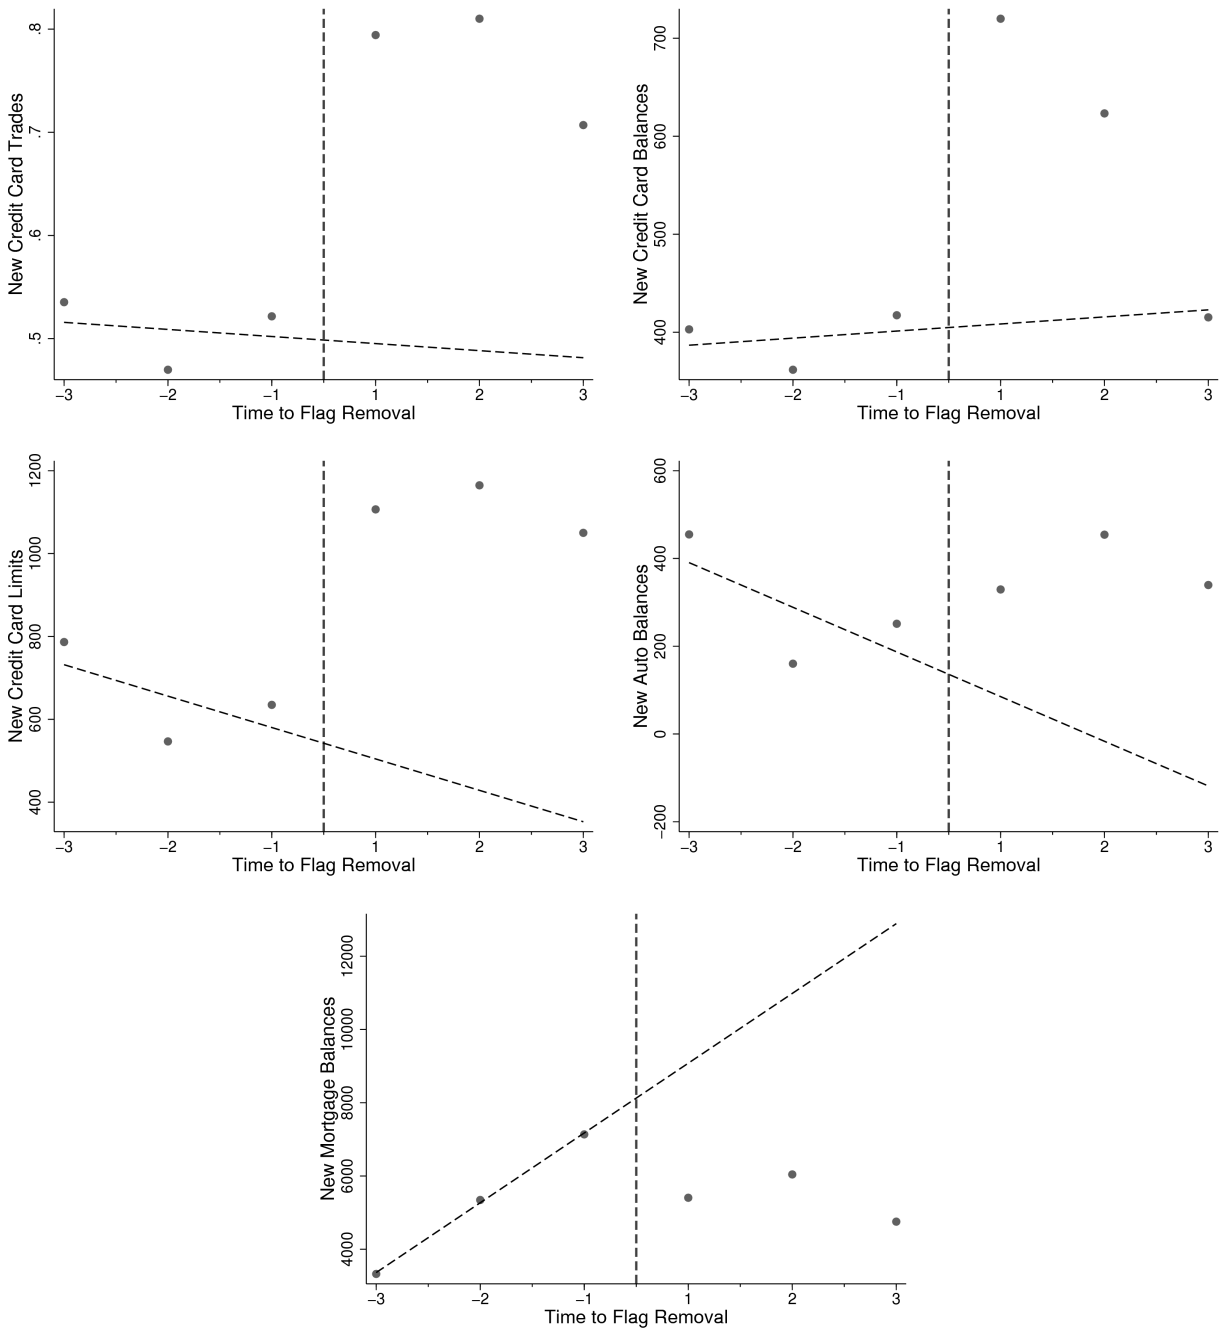 New Credit Card Trades
.8
.7
.6
.5
−3 −2 −1 1 2 3
Time to Flag Removal
New Credit Card Balances
700
600
500
400
−3 −2 −1 1 2 3
Time to Flag Removal
New Credit Card Limits
1200
1000
800
600
400
−3 −2 −1 1 2 3
Time to Flag Removal
New Auto Balances
600
400
200
0
−200
−3 −2 −1 1 2 3
Time to Flag Removal
New Mortgage Balances
12000
10000
8000
6000
4000
−3 −2 −1 1 2 3
Time to Flag Removal